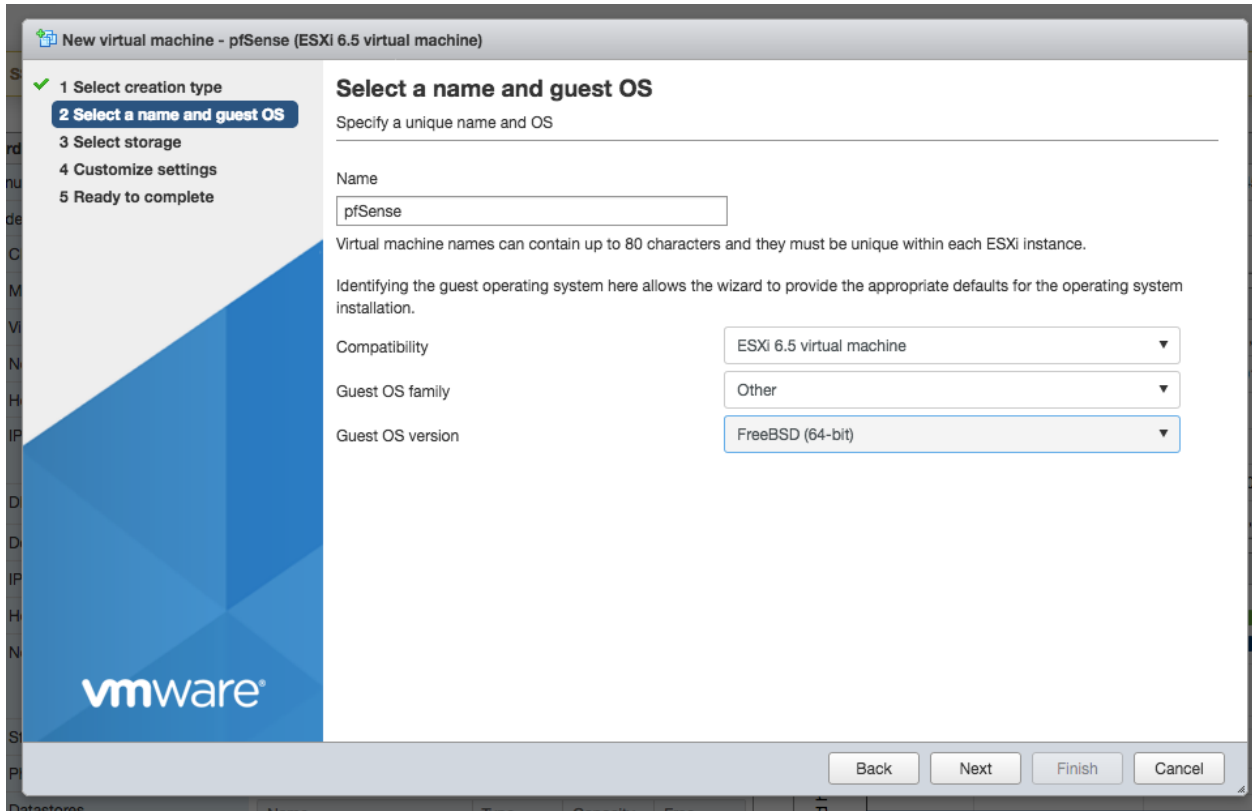 New virtual machine - pfSense (ESXi 6.5 virtual machine)
1 Select creation type
2 Select a name and guest OS
3 Select storage
4 Customize settings
5 Ready to complete
Select a name and guest OS
Specify a unique name and OS
Name
pfSense
Virtual machine names can contain up to 80 characters and they must be unique within each ESXi instance.
Identifying the guest operating system here allows the wizard to provide the appropriate defaults for the operating system
installation.
Compatibility ESXi 6.5 virtual machine
Guest OS family Other
Guest OS version FreeBSD (64-bit)
vmware®
Back Next Finish Cancel
Datastores